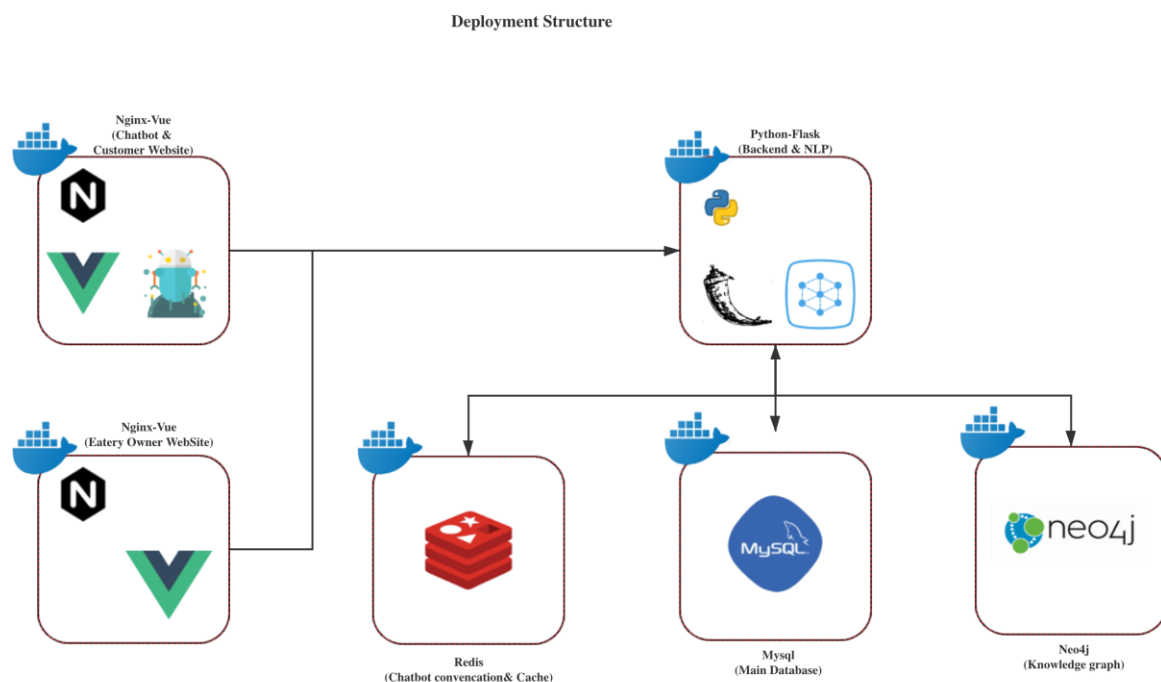 Deployment Structure
Nginx-Vue
(Chatbot &
Customer Website)
Python-Flask
(Backend & NLP)
N
Nginx-Vue
(Eatery Owner WebSite)
N
MySQL
neo4j
Redis
(Chatbot convencation& Cache)
Mysql
(Main Database)
Neo4j
(Knowledge graph)